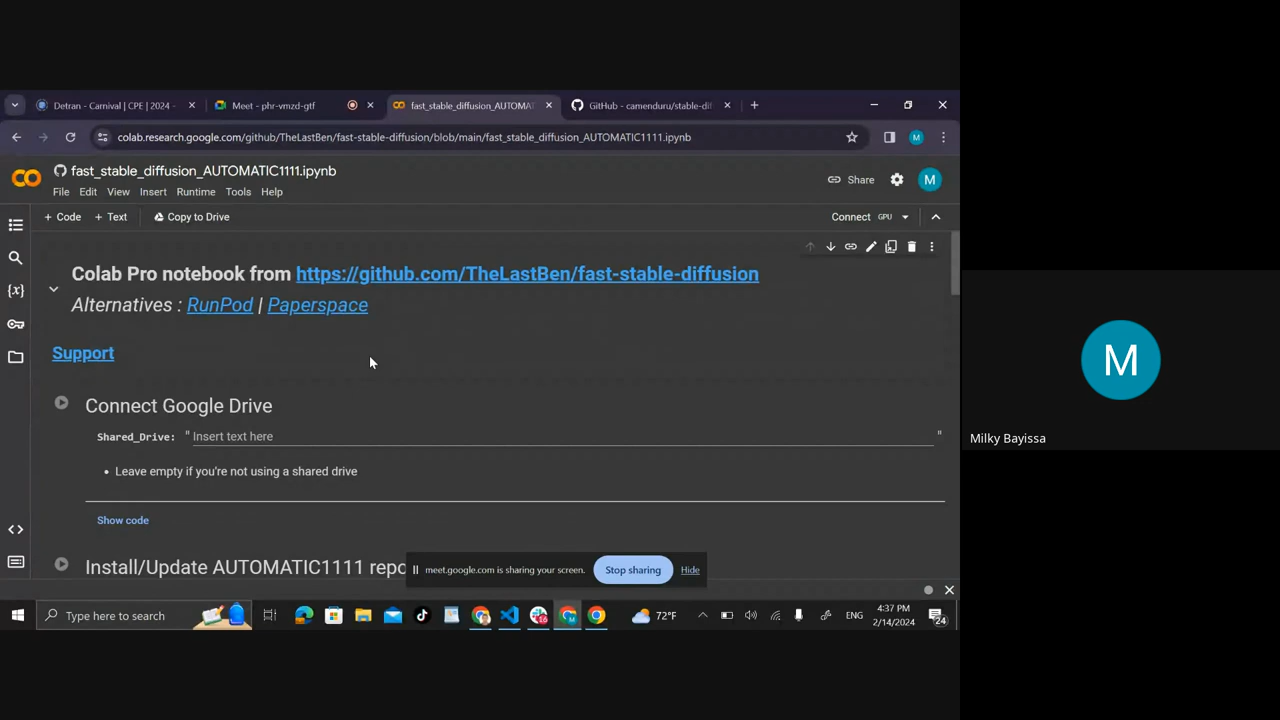 Detran - Carnival | CPE | 2024 -
Meet - phr-vmzd-gtf
fast_stable_diffusion_AUTOMA
GitHub - camenduru/stable-dif
colab.research.google.com/github/TheLastBen/fast-stable-diffusion/blob/main/fast_stable_diffusion_AUTOMATIC1111.ipynb
M
fast_stable_diffusion_AUTOMATIC1111.ipynb
Share
M
File Edit View Insert Runtime Tools Help
+ Code + Text Copy to Drive
Connect GPU
Colab Pro notebook from https://github.com/TheLastBen/fast-stable-diffusion
Alternatives : RunPod | Paperspace
Support
Connect Google Drive
Shared_Drive: " Insert text here "
• Leave empty if you're not using a shared drive
Show code
Install/Update AUTOMATIC1111 repo
meet.google.com is sharing your screen. Stop sharing Hide
Type here to search
72°F
ENG
4:37 PM
2/14/2024
24
M
Milky Bayissa